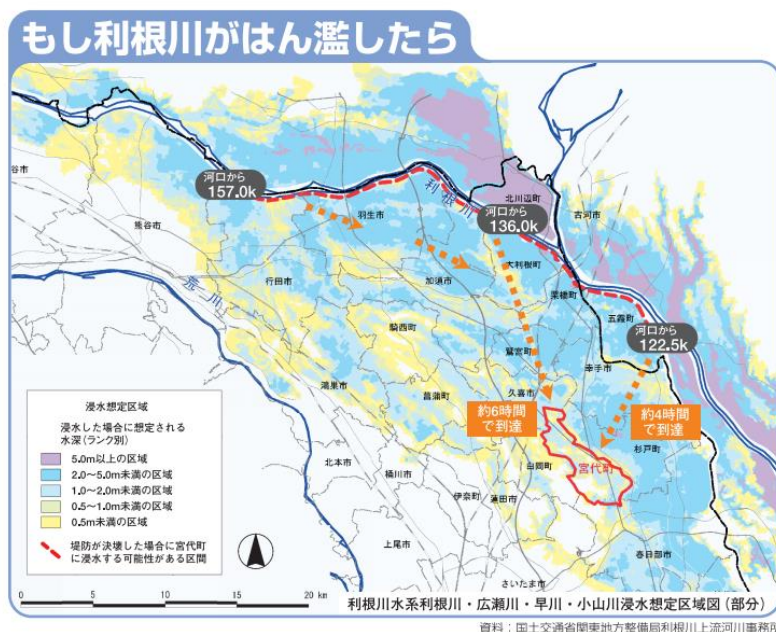 もし利根川がはん濫したら
谷市
河口から
157.0k
利根川
北川辺町
古河市
羽生市
河口から
136.0k
熊谷市
大利根町
行田市
加須市
栗橋町
荒川
五霞町
騎西町
河口から
122.5k
鷲宮町
幸手市
鴻巣市
菖蒲町
久喜市
約6時間
で到達
約4時間
で到達
杉戸町
北本市
白岡町
宮代町
桶川市
伊奈町
蓮田市
上尾市
春日部市
さいたま市
浸水想定区域
浸水した場合に想定される
水深(ランク別)
5.0m以上の区域
2.0〜5.0m未満の区域
1.0〜2.0m未満の区域
0.5〜1.0m未満の区域
0.5m未満の区域
堤防が決壊した場合に宮代町
に浸水する可能性がある区間
0 5 10 15 20 km
利根川水系利根川・広瀬川・早川・小山川浸水想定区域図(部分)
資料:国土交通省関東地方整備局利根川上流河川事務所